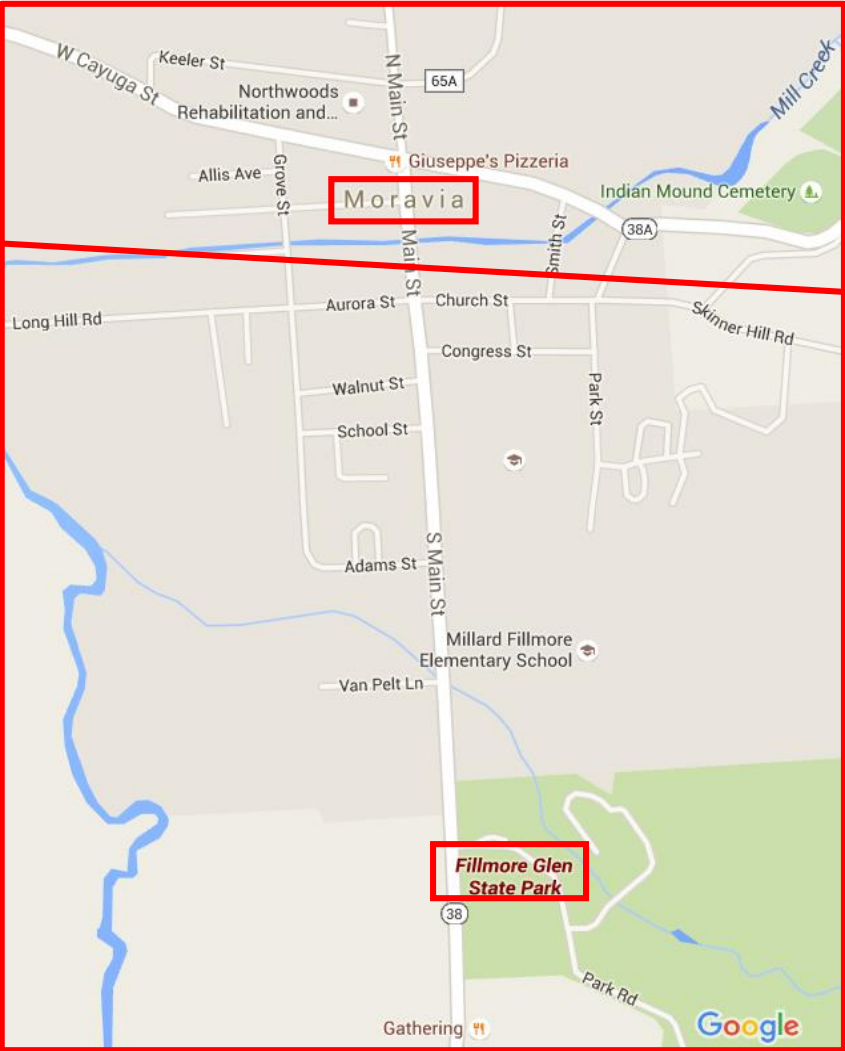 Keeler St
W Cayuga St
N Main St
65A
Mill Creek
Northwoods
Rehabilitation and...
Giuseppe's Pizzeria
Allis Ave
Grove St
Moravia
Indian Mound Cemetery
38A
Smith St
Main St
Aurora St
Church St
Long Hill Rd
Skinner Hill Rd
Congress St
Walnut St
Park St
School St
S Main St
Adams St
Millard Fillmore
Elementary School
Van Pelt Ln
Fillmore Glen
State Park
38
Park Rd
Gathering
Google